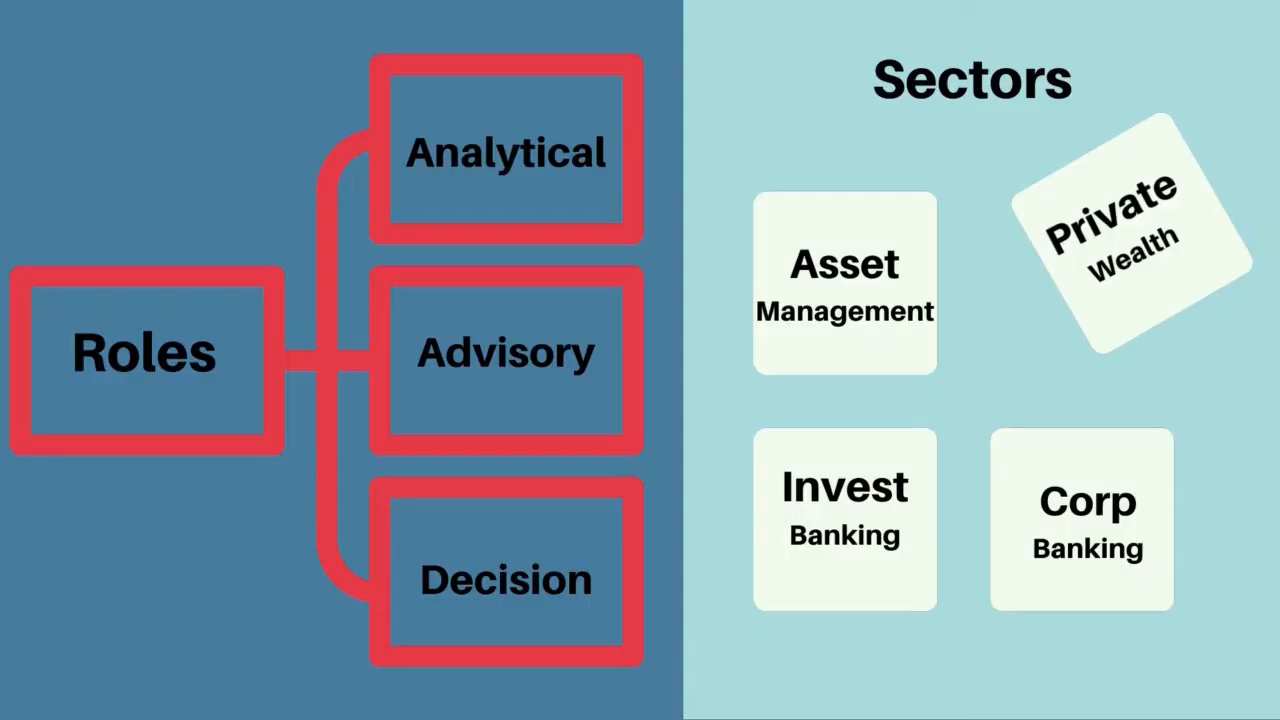 Roles
Analytical
Advisory
Decision
Sectors
Asset
Management
Private
Wealth
Invest
Banking
Corp
Banking